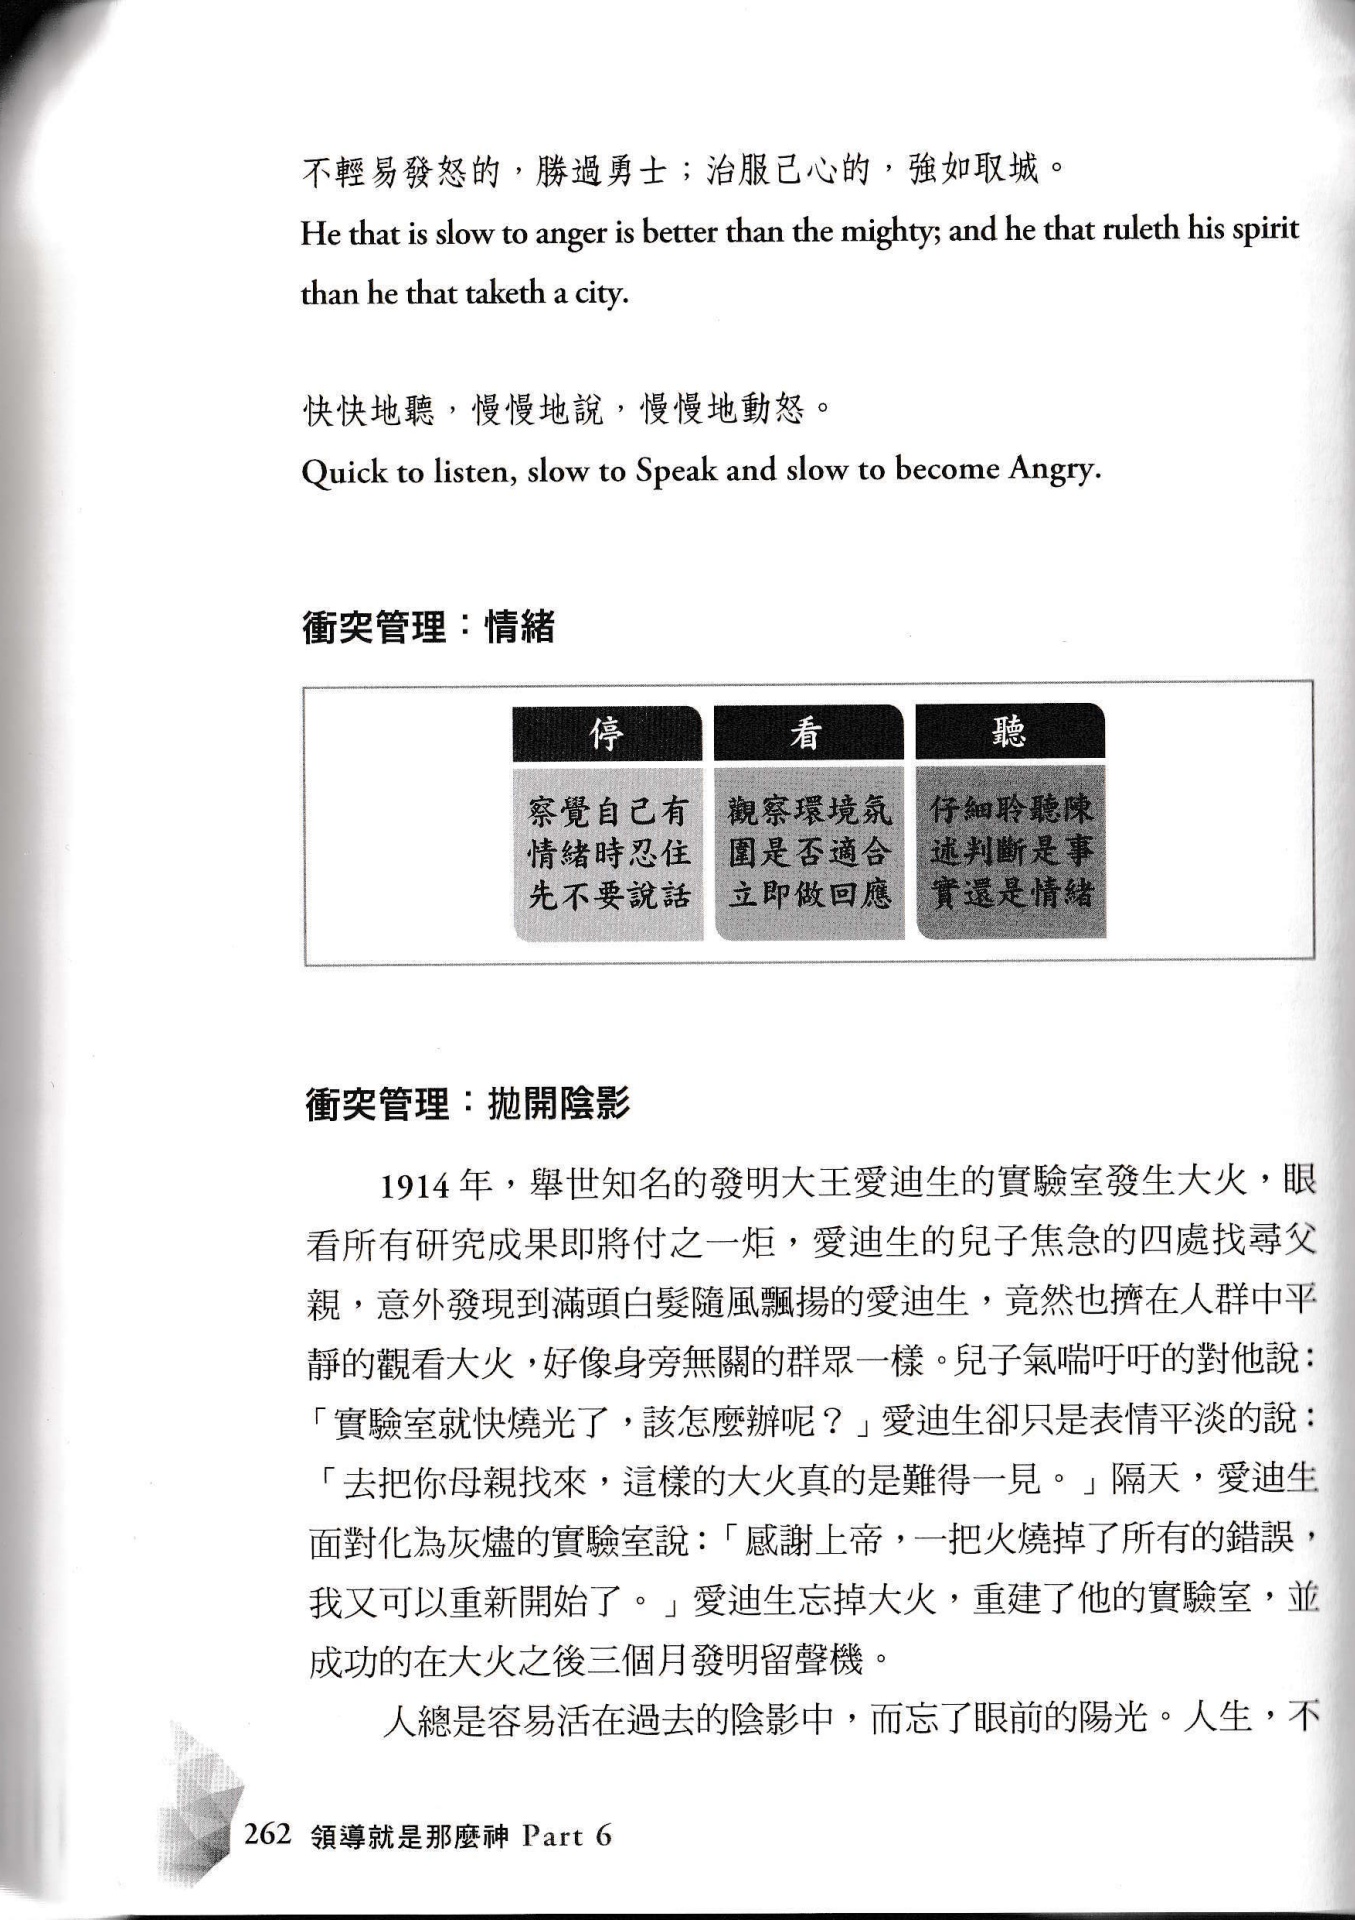 不輕易發怒的，勝過勇士；治服己心的，強如取城。
He that is slow to anger is better than the mighty; and he that ruleth his spirit
than he that taketh a city.
快快地聽，慢慢地說，慢慢地動怒。
Quick to listen, slow to Speak and slow to become Angry.
衝突管理：情緒
停
察覺自己有
情緒時忍住
先不要說話
看
觀察環境氛
圍是否適合
立即做回應
聽
仔細聆聽陳
述判斷是事
實還是情緒
衝突管理：拋開陰影
1914 年，舉世知名的發明大王愛迪生的實驗室發生大火，眼
看所有研究成果即將付之一炬，愛迪生的兒子焦急的四處找尋父
親，意外發現到滿頭白髮隨風飄揚的愛迪生，竟然也擠在人群中平
靜的觀看大火，好像身旁無關的群眾一樣。兒子氣喘吁吁的對他說：
「實驗室就快燒光了，該怎麼辦呢？」愛迪生卻只是表情平淡的說：
「去把你母親找來，這樣的大火真的是難得一見。」隔天，愛迪生
面對化為灰燼的實驗室說：「感謝上帝，一把火燒掉了所有的錯誤，
我又可以重新開始了。」愛迪生忘掉大火，重建了他的實驗室，並
成功的在大火之後三個月發明留聲機。
人總是容易活在過去的陰影中，而忘了眼前的陽光。人生，不
262 領導就是那麼神 Part 6